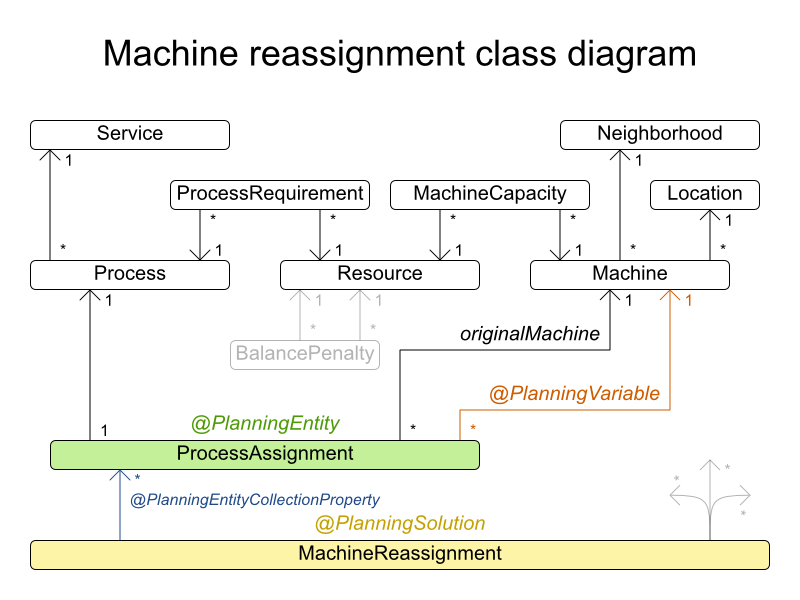 Machine reassignment class diagram
Service
Neighborhood
1
1
ProcessRequirement
MachineCapacity
Location
*
*
*
*
1
*
1
1
1
1
*
*
Process
Resource
Machine
1
1
1
1
1
*
*
originalMachine
BalancePenalty
@PlanningVariable
@PlanningEntity
1
*
*
ProcessAssignment
*
*
*
@PlanningEntityCollectionProperty
*
@PlanningSolution
MachineReassignment